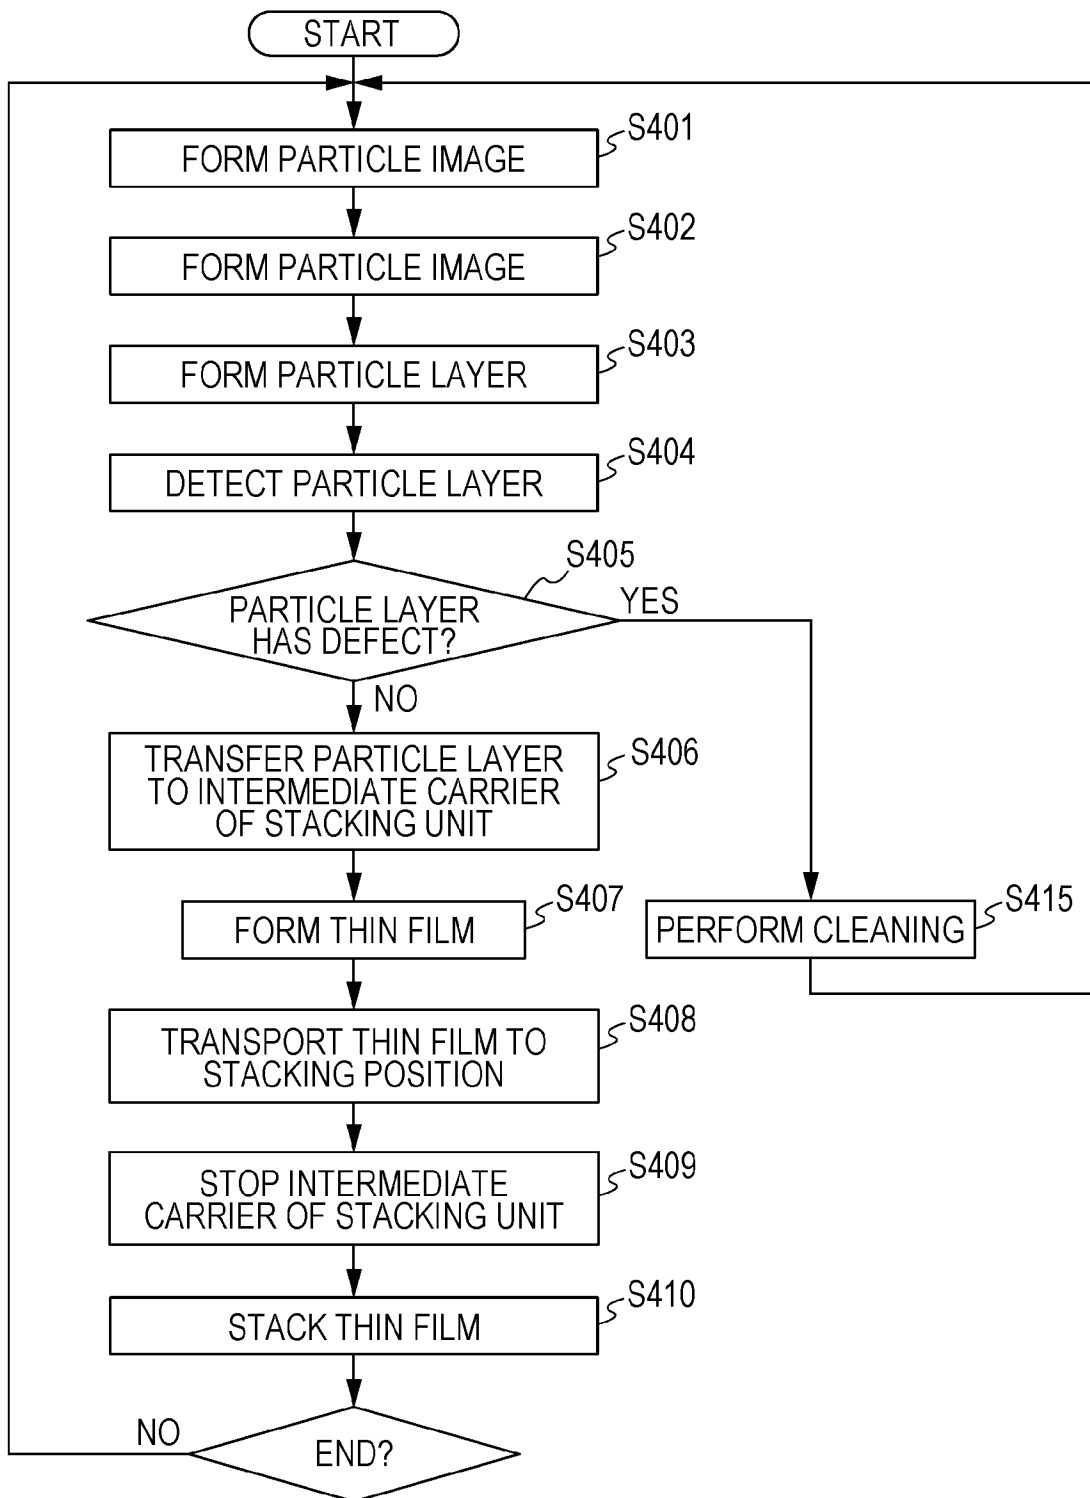 START
FORM PARTICLE IMAGE
S401
FORM PARTICLE IMAGE
S402
FORM PARTICLE LAYER
S403
DETECT PARTICLE LAYER
S404
PARTICLE LAYER
HAS DEFECT?
S405
YES
NO
TRANSFER PARTICLE LAYER
TO INTERMEDIATE CARRIER
OF STACKING UNIT
S406
FORM THIN FILM
S407
PERFORM CLEANING
S415
TRANSPORT THIN FILM TO
STACKING POSITION
S408
STOP INTERMEDIATE
CARRIER OF STACKING UNIT
S409
STACK THIN FILM
S410
NO
END?